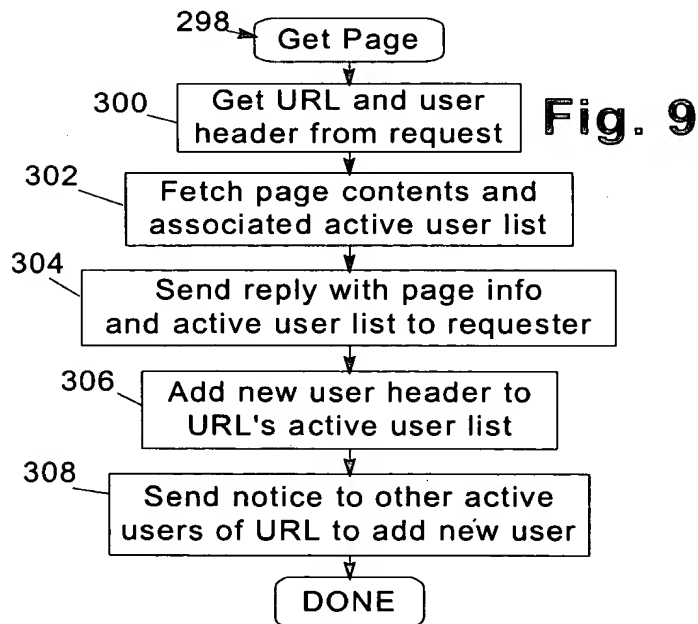 298
Get Page
300
Get URL and user
header from request
Fig. 9
302
Fetch page contents and
associated active user list
304
Send reply with page info
and active user list to requester
306
Add new user header to
URL's active user list
308
Send notice to other active
users of URL to add new user
DONE